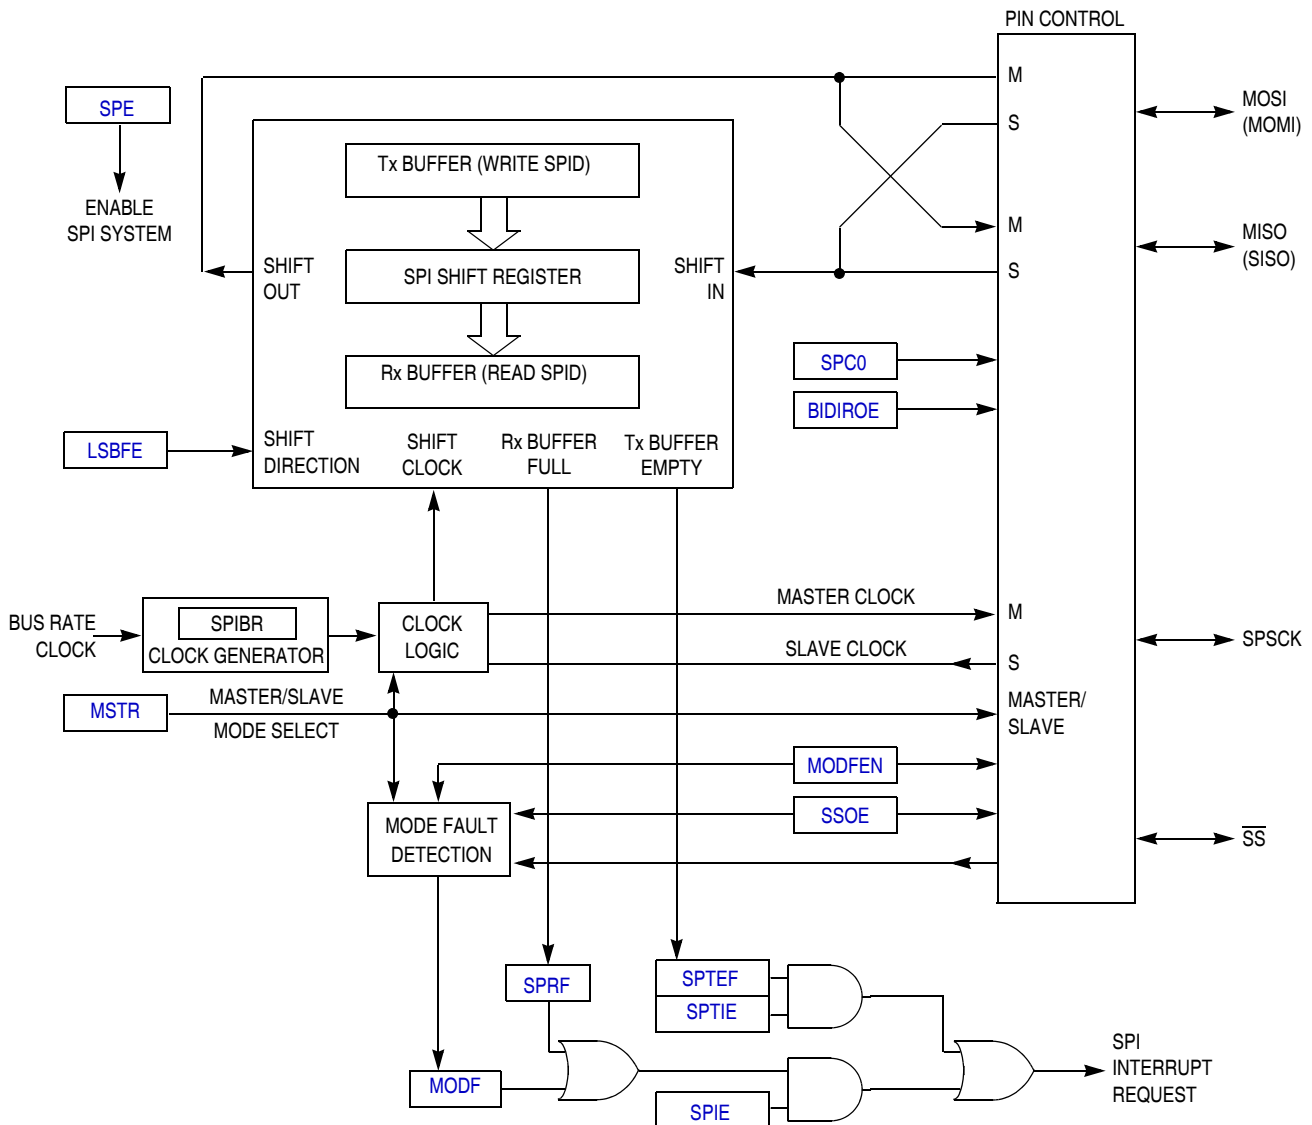 PIN CONTROL
M
SPE
MOSI
(MOMI)
S
Tx BUFFER (WRITE SPID)
ENABLE
SPI SYSTEM
M
MISO
(SISO)
SHIFT
OUT
SPI SHIFT REGISTER
SHIFT
IN
S
SPC0
Rx BUFFER (READ SPID)
BIDIROE
LSBFE
SHIFT
DIRECTION
SHIFT
CLOCK
Rx BUFFER
FULL
Tx BUFFER
EMPTY
MASTER CLOCK
M
BUS RATE
CLOCK
SPIBR
CLOCK GENERATOR
CLOCK
LOGIC
SPSCK
SLAVE CLOCK
S
MSTR
MASTER/SLAVE
MODE SELECT
MASTER/
SLAVE
MODFEN
SSOE
MODE FAULT
DETECTION
SS
SPRF
SPTEF
SPTIE
SPI
INTERRUPT
REQUEST
MODF
SPIE